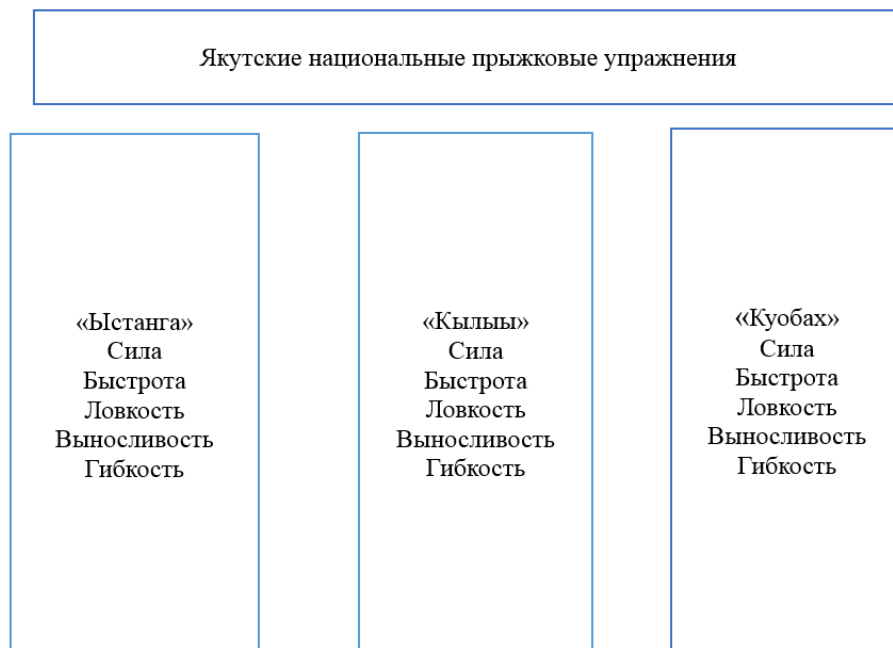 Якутские национальные прыжковые упражнения
«Ыстанга»
Сила
Быстрота
Ловкость
Выносливость
Гибкость
«Кылыы»
Сила
Быстрота
Ловкость
Выносливость
Гибкость
«Куобах»
Сила
Быстрота
Ловкость
Выносливость
Гибкость